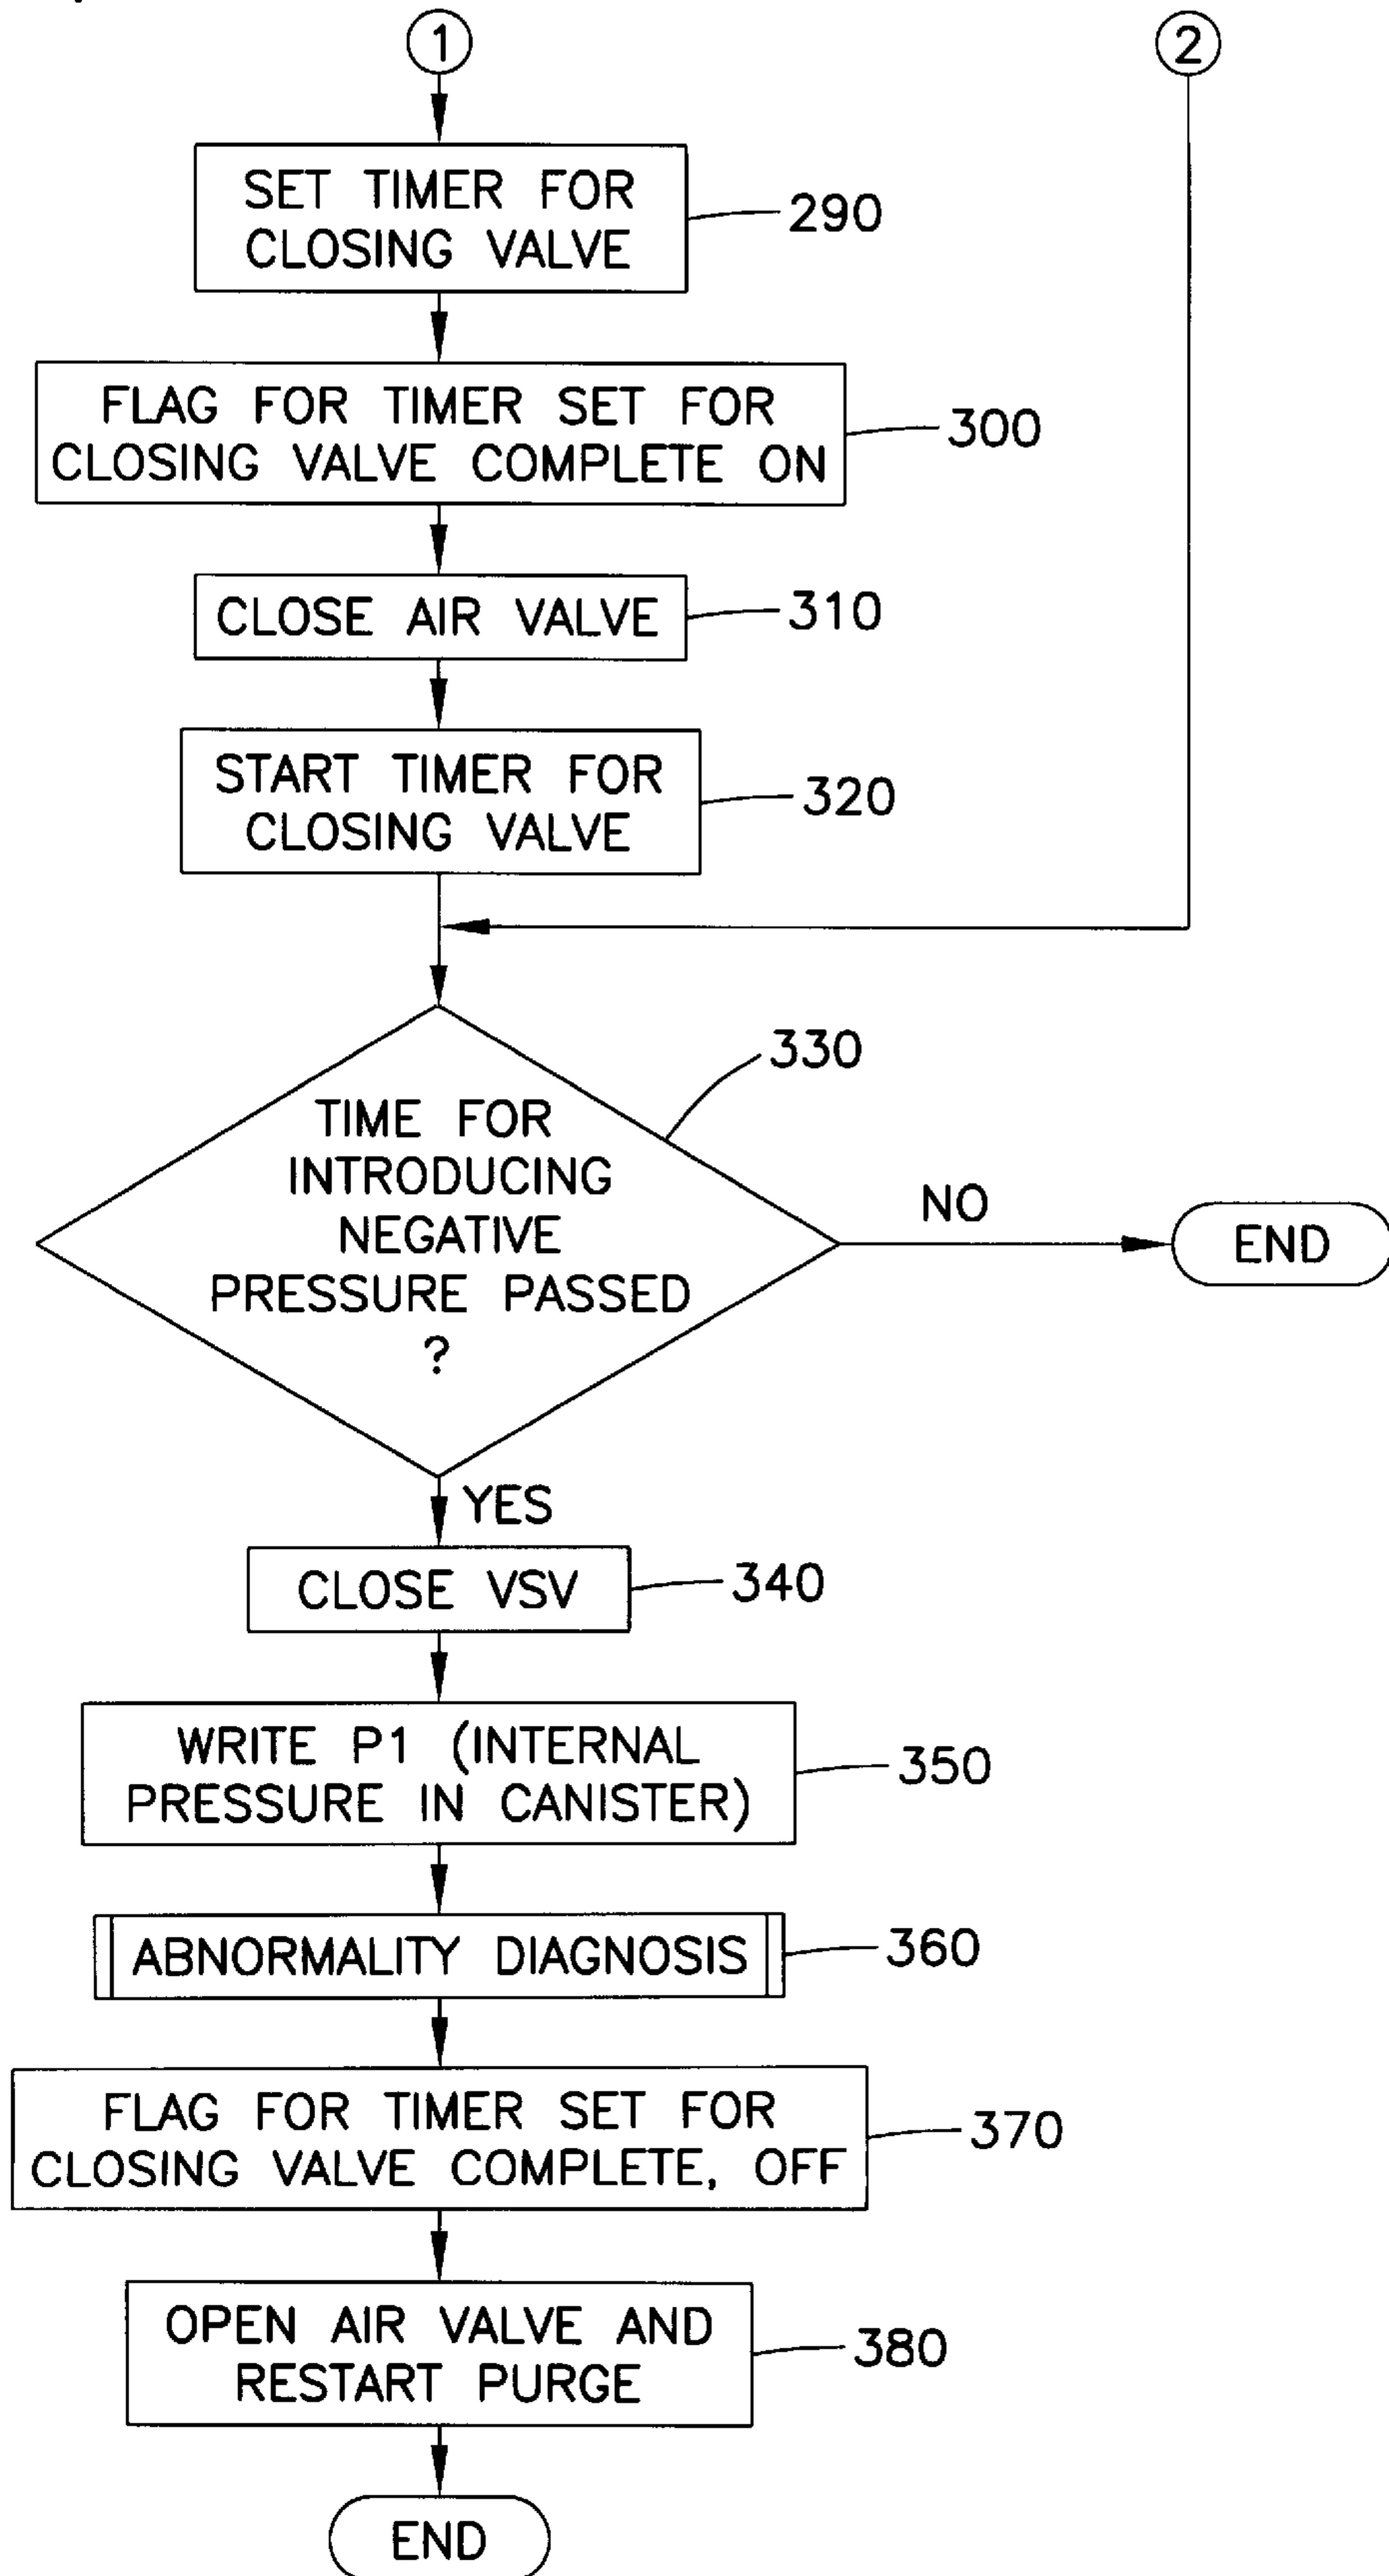 1
2
SET TIMER FOR
CLOSING VALVE
290
FLAG FOR TIMER SET FOR
CLOSING VALVE COMPLETE ON
300
CLOSE AIR VALVE
310
START TIMER FOR
CLOSING VALVE
320
330
TIME FOR
INTRODUCING
NEGATIVE
PRESSURE PASSED
?
NO
END
YES
CLOSE VSV
340
WRITE P1 (INTERNAL
PRESSURE IN CANISTER)
350
ABNORMALITY DIAGNOSIS
360
FLAG FOR TIMER SET FOR
CLOSING VALVE COMPLETE, OFF
370
OPEN AIR VALVE AND
RESTART PURGE
380
END